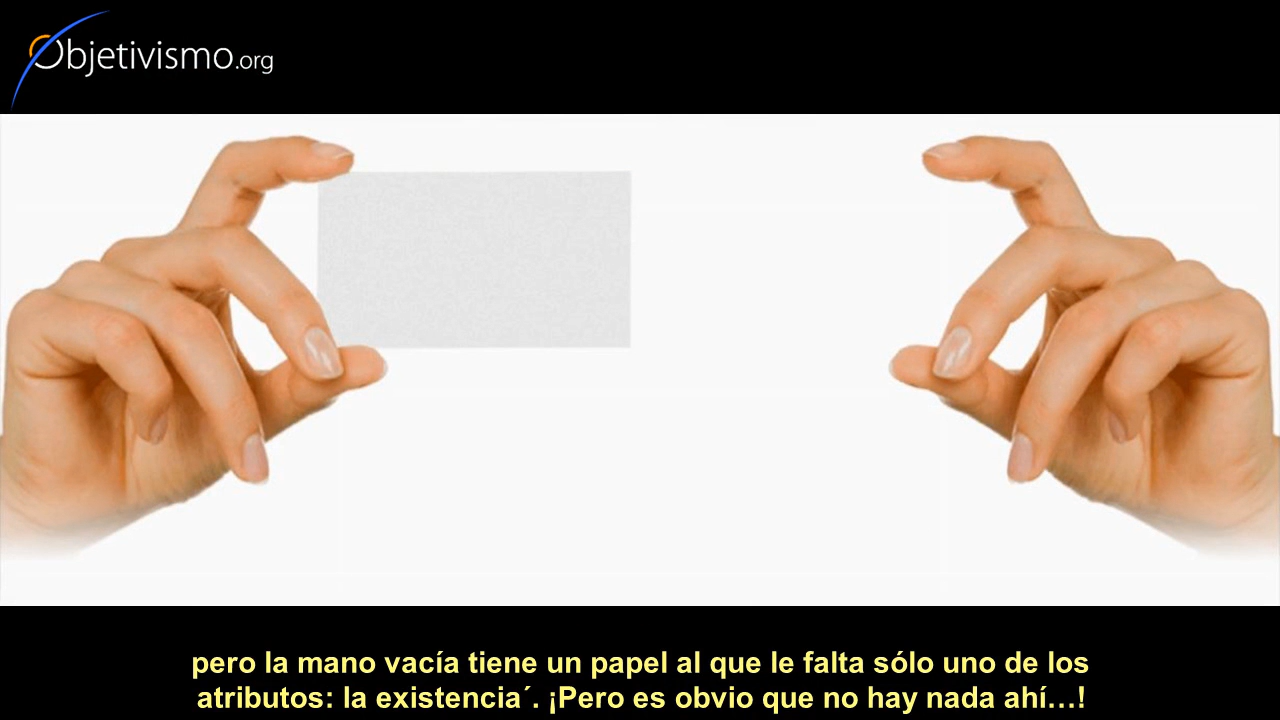 Objetivismo.org
pero la mano vacía tiene un papel al que le falta sólo uno de los
atributos: la existencia´. ¡Pero es obvio que no hay nada ahí…!